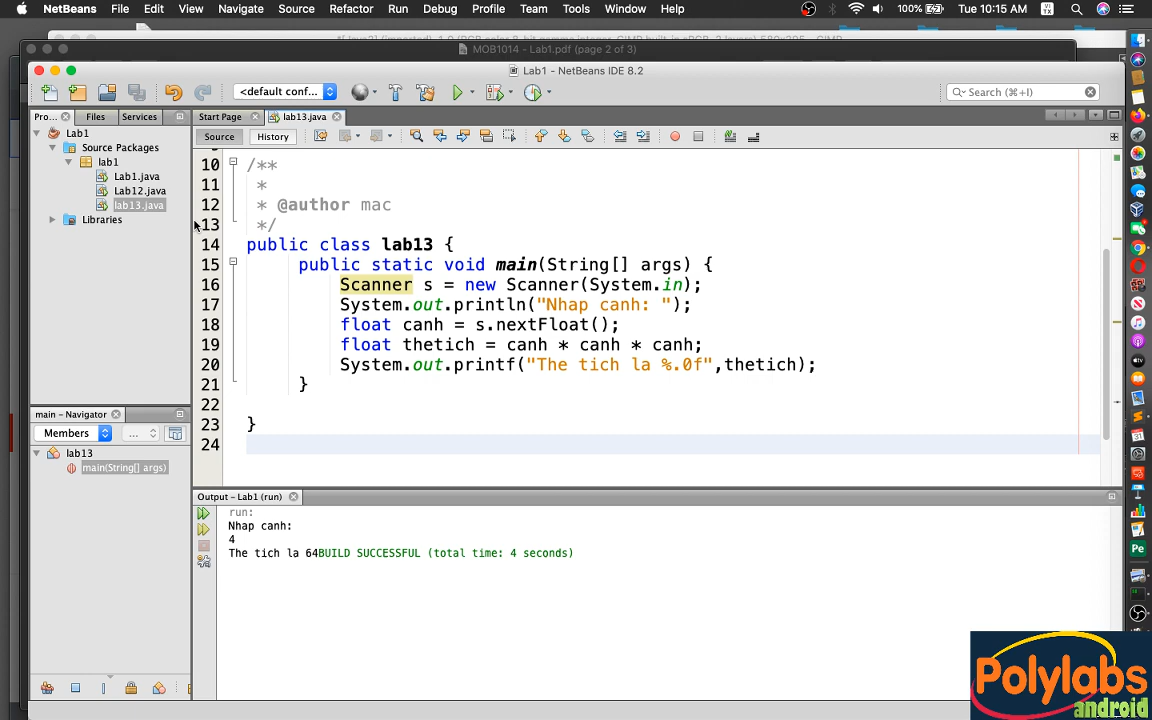 NetBeans File Edit View Navigate Source Refactor Run Debug Profile Team Tools Window Help 100% Tue 10:15 AM
MOB1014 - Lab1.pdf (page 2 of 3)
Lab1 - NetBeans IDE 8.2
<default conf...
Search (⌘+I)
Pro... Files Services
Start Page lab13.java
Source History
Lab1
Source Packages
lab1
Lab1.java
Lab12.java
lab13.java
Libraries
10 /**
11 *
12 * @author mac
13 */
14 public class lab13 {
15 public static void main(String[] args) {
16 Scanner s = new Scanner(System.in);
17 System.out.println("Nhap canh: ");
18 float canh = s.nextFloat();
19 float thetich = canh * canh * canh;
20 System.out.printf("The tich la %.0f",thetich);
21 }
22
23 }
24
main - Navigator
Members ...
lab13
main(String[] args)
Output - Lab1 (run)
run:
Nhap canh:
4
The tich la 64BUILD SUCCESSFUL (total time: 4 seconds)
Polylabs
android